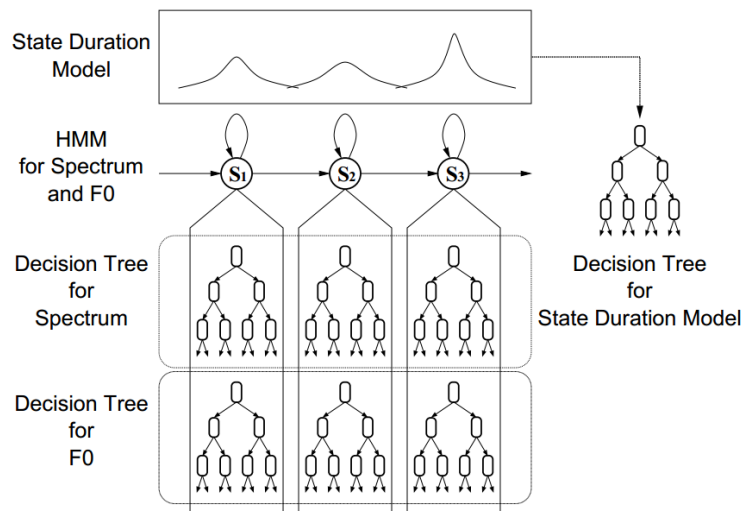 State Duration
Model
HMM
for Spectrum
and F0
S1
S2
S3
Decision Tree
for
Spectrum
Decision Tree
for
State Duration Model
Decision Tree
for
F0